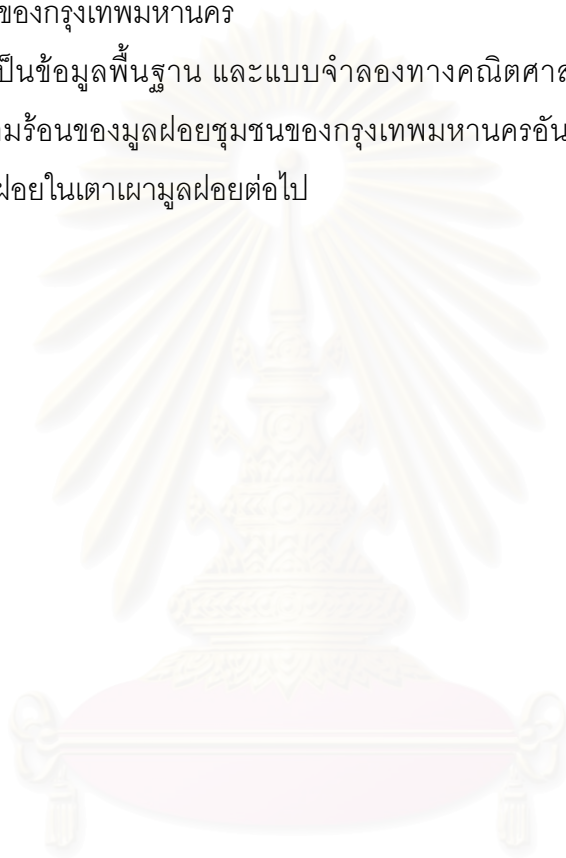 ของกรุงเทพมหานคร
เป็นข้อมูลพื้นฐาน และแบบจำลองทางคณิตศาส
มร้อนของมูลฝอยชุมชนของกรุงเทพมหานครอัน
ฝอยในเตาเผามูลฝอยต่อไป